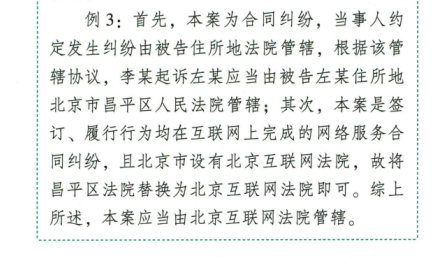 例3：首先，本案为合同纠纷，当事人约
定发生纠纷由被告住所地法院管辖，根据该管
辖协议，李某起诉左某应当由被告左某住所地
北京市昌平区人民法院管辖；其次，本案是签
订、履行行为均在互联网上完成的网络服务合
同纠纷，且北京市设有北京互联网法院，故将
昌平区法院替换为北京互联网法院即可。综上
所述，本案应当由北京互联网法院管辖。